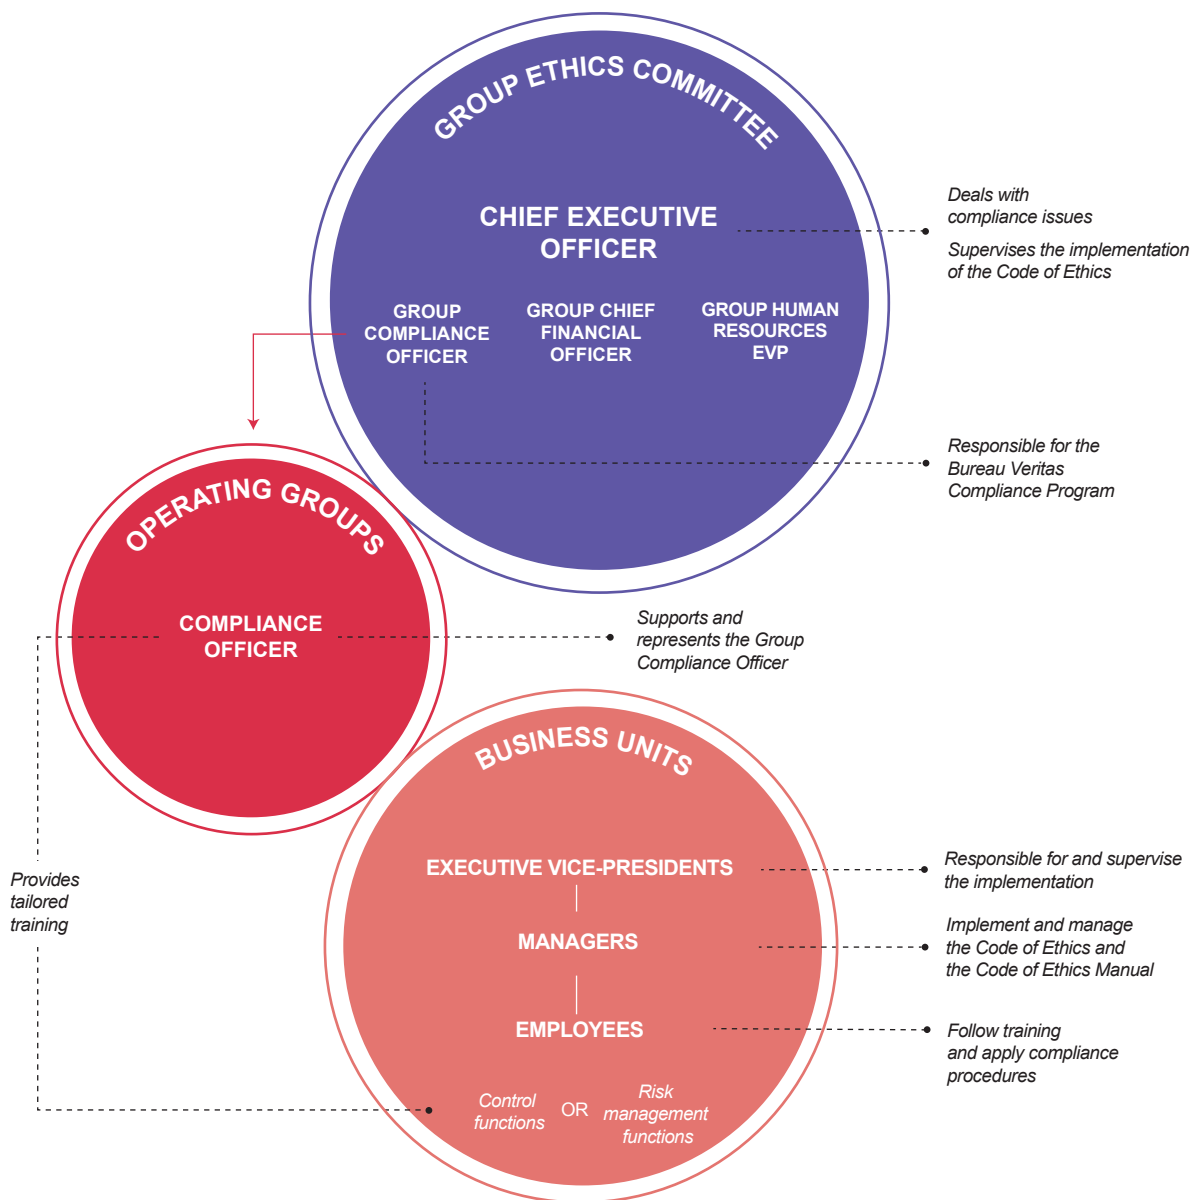 GROUP ETHICS COMMITTEE
CHIEF EXECUTIVE
OFFICER
Deals with
compliance issues
Supervises the implementation
of the Code of Ethics
GROUP
COMPLIANCE
OFFICER
GROUP CHIEF
FINANCIAL
OFFICER
GROUP HUMAN
RESOURCES
EVP
Responsible for the
Bureau Veritas
Compliance Program
OPERATING GROUPS
COMPLIANCE
OFFICER
Supports and
represents the Group
Compliance Officer
Provides
tailored
training
BUSINESS UNITS
EXECUTIVE VICE-PRESIDENTS
Responsible for and supervise
the implementation
MANAGERS
Implement and manage
the Code of Ethics and
the Code of Ethics Manual
EMPLOYEES
Follow training
and apply compliance
procedures
Control
functions
OR
Risk
management
functions